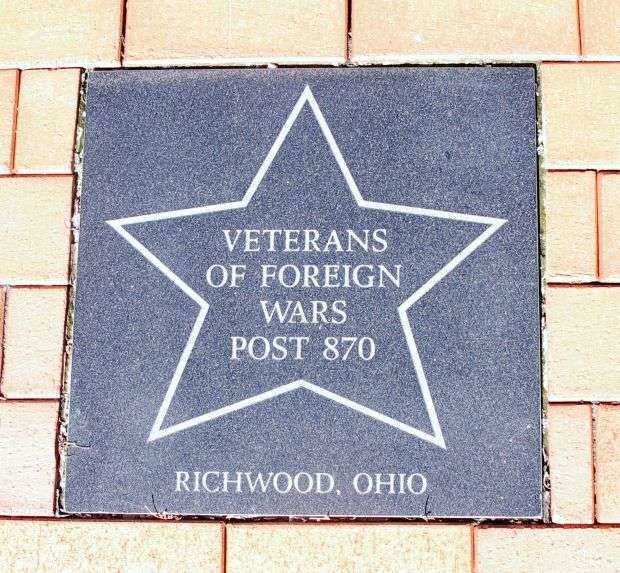 VETERANS
OF FOREIGN
WARS
POST 870
RICHWOOD, OHIO